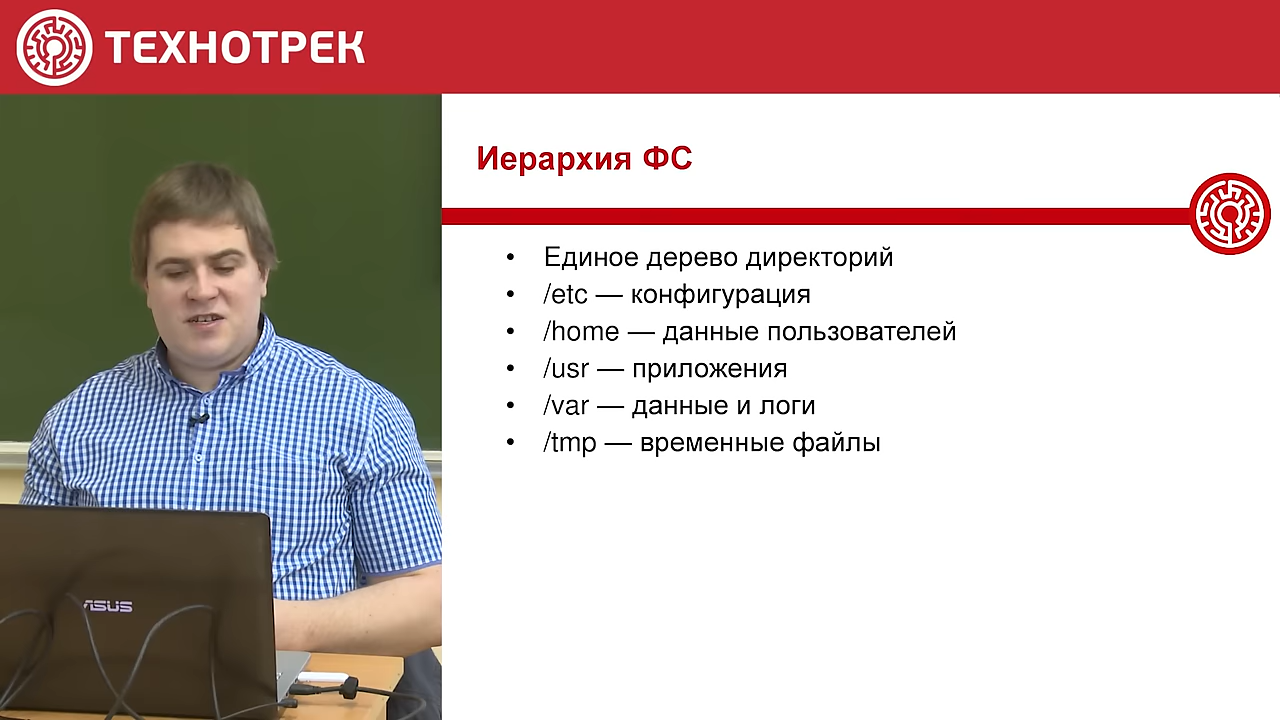 ТЕХНОТРЕК
Иерархия ФС
• Единое дерево директорий
• /etc — конфигурация
• /home — данные пользователей
• /usr — приложения
• /var — данные и логи
• /tmp — временные файлы
ASUS